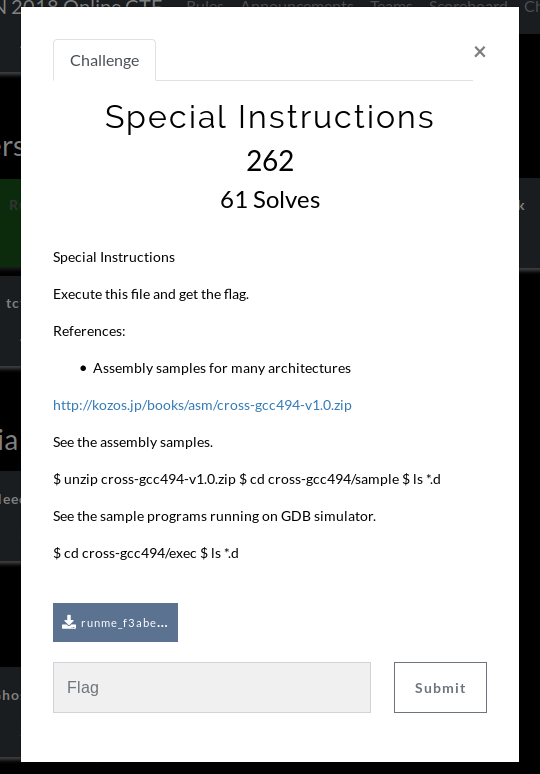 N 2018 Online CTF Rules Announcements Teams Scoreboard Ch
Challenge
×
Special Instructions
262
61 Solves
Special Instructions
Execute this file and get the flag.
References:
• Assembly samples for many architectures
http://kozos.jp/books/asm/cross-gcc494-v1.0.zip
See the assembly samples.
$ unzip cross-gcc494-v1.0.zip $ cd cross-gcc494/sample $ ls *.d
See the sample programs running on GDB simulator.
$ cd cross-gcc494/exec $ ls *.d
runme_f3abe...
Flag
Submit